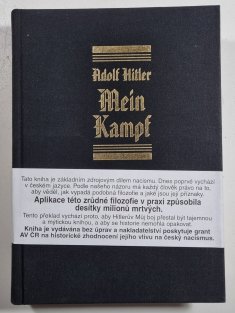 Adolf Hitler
Mein
Kampf
Tato kniha je základním zdrojovým dílem nacismu. Dnes poprvé vychází
v českém jazyce. Podle našeho názoru má každý člověk právo na to,
aby věděl, jak vypadá podobná filozofie a jaké jsou její příznaky.
Aplikace této zrůdné filozofie v praxi způsobila
desítky milionů mrtvých.
Tento překlad vychází proto, aby Hitlerův Můj boj přestal být tajemnou
a mytickou knihou, a aby se historie nemohla opakovat.
Kniha je vydávána bez úprav a nakladatelství poskytuje grant
AV ČR na historické zhodnocení jejího vlivu na český nacismus.